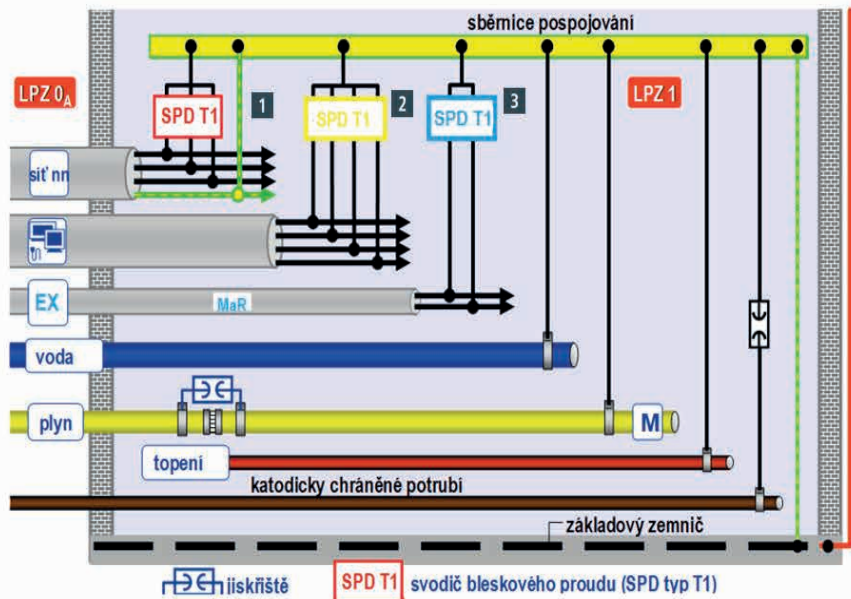 sběrnice pospojování
LPZ 0A
LPZ 1
SPD T1
1
SPD T1
2
SPD T1
3
síť nn
EX
MaR
voda
plyn
M
topení
katodicky chráněné potrubí
základový zemnič
jiskřiště
SPD T1
svodič bleskového proudu (SPD typ T1)